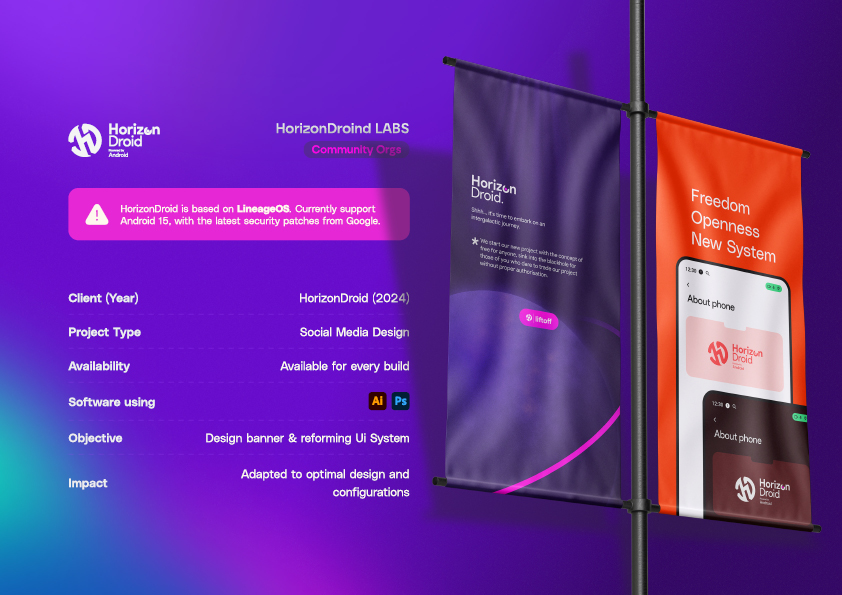 Horizon
Droid
Powered by
Android
HorizonDroind LABS
Community Orgs
HorizonDroid is based on LineageOS. Currently support
Android 15, with the latest security patches from Google.
Client (Year)
HorizonDroid (2024)
Project Type
Social Media Design
Availability
Available for every build
Software using
Ai
Ps
Objective
Design banner & reforming Ui System
Impact
Adapted to optimal design and
configurations
Horizon
Droid.
Shhh... it's time to embark on an
intergalactic journey.
* We start our new project with the concept of
free for anyone, sink into the blackhole for
those of you who dare to trade our project
without proper authorisation.
liftoff
Freedom
Openness
New System
12:30
About phone
Horizon
Droid
12:30
About phone
Horizon
Droid